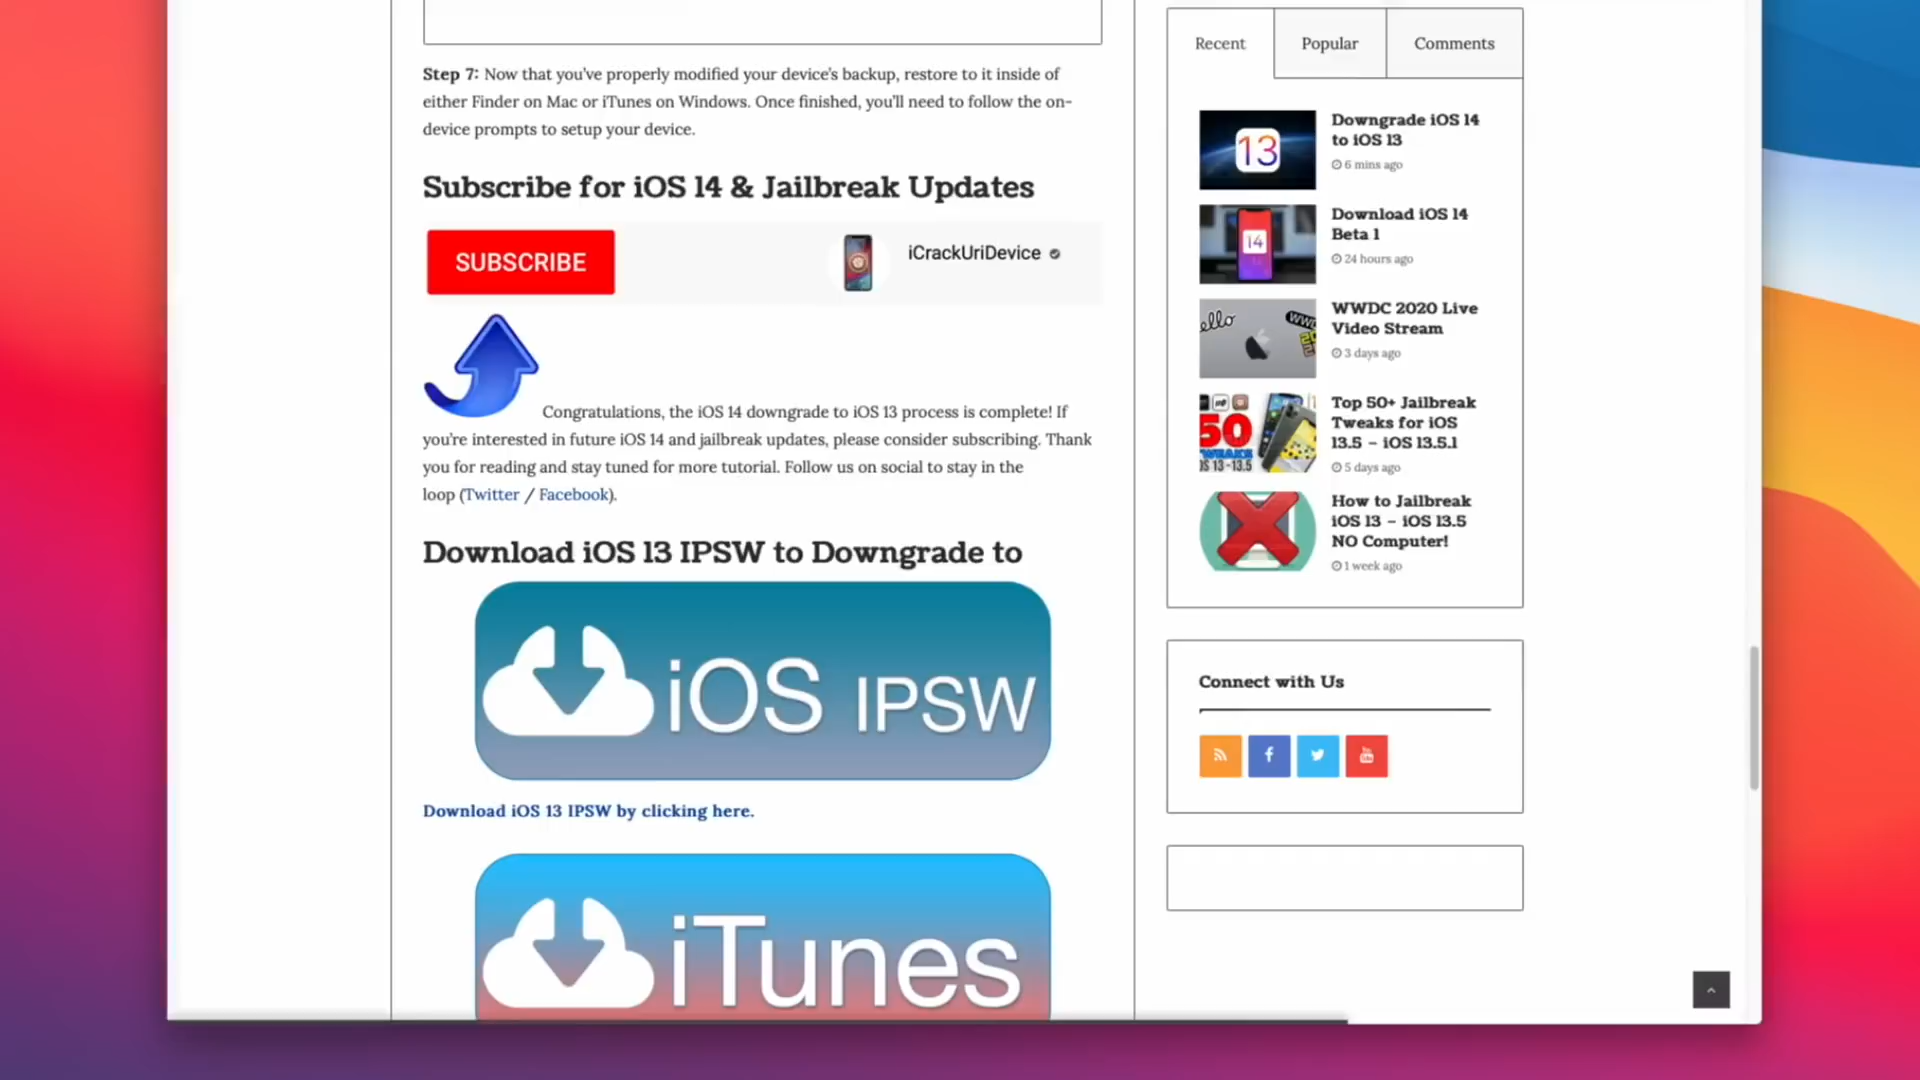 Step 7: Now that you've properly modified your device's backup, restore to it inside of
either Finder on Mac or iTunes on Windows. Once finished, you'll need to follow the on-
device prompts to setup your device.
Subscribe for iOS 14 & Jailbreak Updates
SUBSCRIBE
iCrackUriDevice
Congratulations, the iOS 14 downgrade to iOS 13 process is complete! If
you're interested in future iOS 14 and jailbreak updates, please consider subscribing. Thank
you for reading and stay tuned for more tutorial. Follow us on social to stay in the
loop (Twitter / Facebook).
Download iOS 13 IPSW to Downgrade to
iOS IPSW
Download iOS 13 IPSW by clicking here.
iTunes
Recent
Popular
Comments
13
Downgrade iOS 14
to iOS 13
6 mins ago
14
Download iOS 14
Beta 1
24 hours ago
WWDC 2020 Live
Video Stream
3 days ago
50
Top 50+ Jailbreak
Tweaks for iOS
13.5 – iOS 13.5.1
5 days ago
How to Jailbreak
iOS 13 – iOS 13.5
NO Computer!
1 week ago
Connect with Us